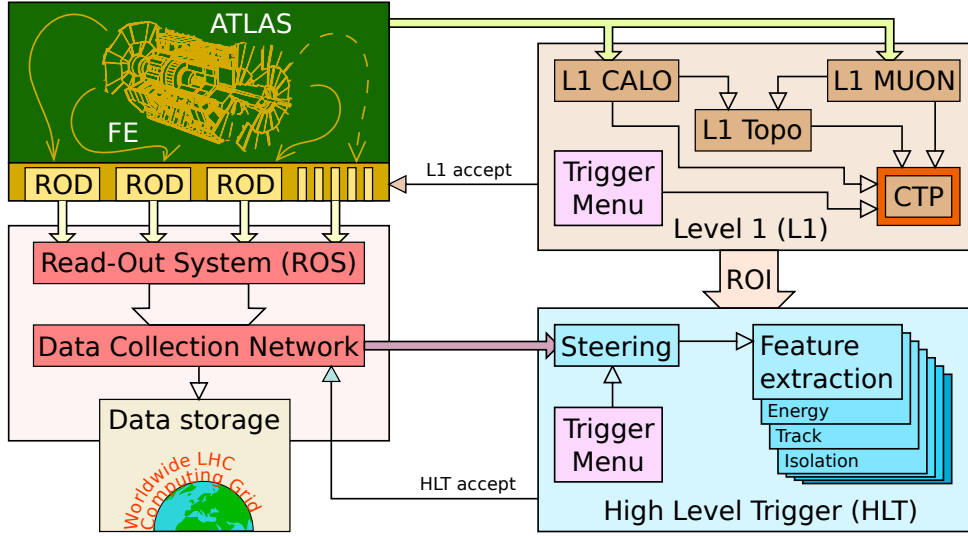 ATLAS
FE
ROD
ROD
ROD
L1 CALO
L1 MUON
L1 Topo
Trigger
Menu
CTP
Level 1 (L1)
L1 accept
Read-Out System (ROS)
ROI
Data Collection Network
Steering
Feature
extraction
Energy
Track
Isolation
Trigger
Menu
High Level Trigger (HLT)
HLT accept
Data storage
Worldwide LHC
Computing Grid